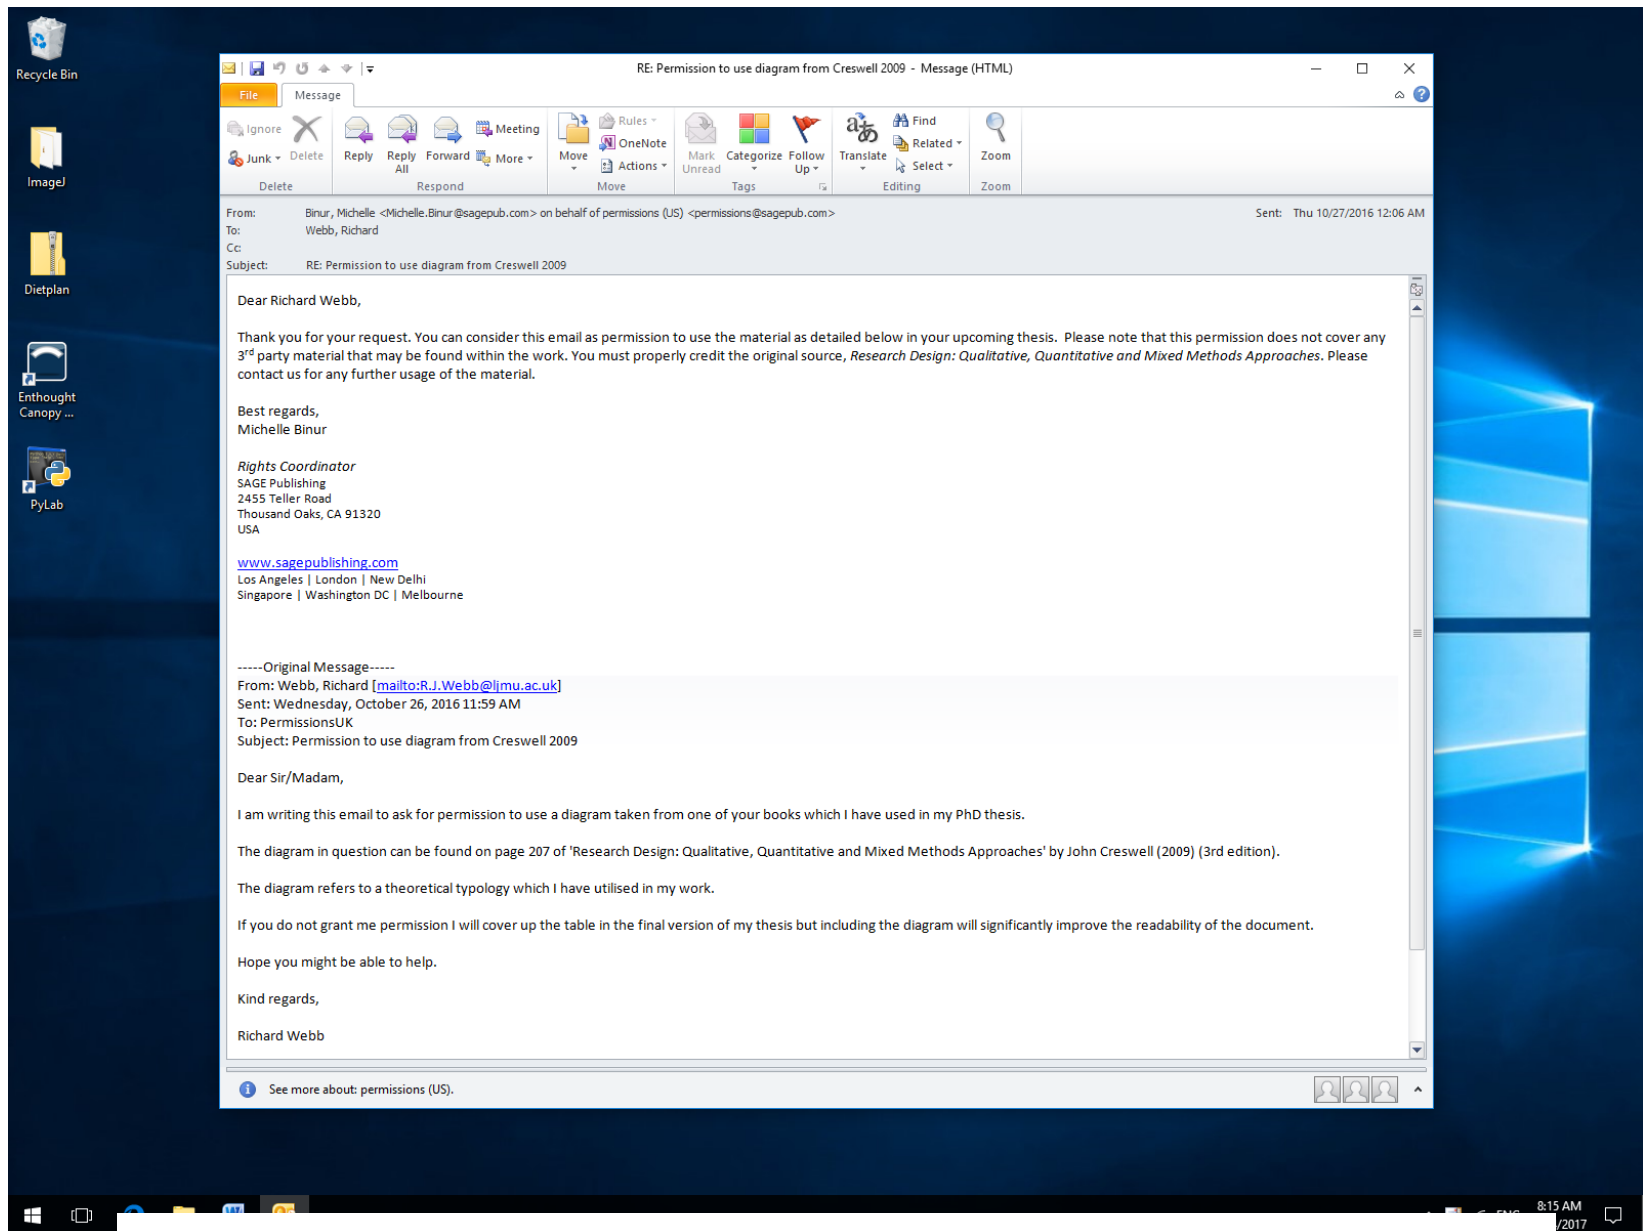 Recycle Bin
ImageJ
Dietplan
Enthought
Canopy ...
PyLab
RE: Permission to use diagram from Creswell 2009 - Message (HTML)
File Message
Ignore
Junk
Delete
Reply
Reply
All
Forward
Meeting
More
Move
Rules
OneNote
Actions
Mark
Unread
Categorize
Follow
Up
Translate
Find
Related
Select
Zoom
Delete Respond Move Tags Editing Zoom
From: Binur, Michelle <Michelle.Binur@sagepub.com> on behalf of permissions (US) <permissions@sagepub.com> Sent: Thu 10/27/2016 12:06 AM
To: Webb, Richard
Cc:
Subject: RE: Permission to use diagram from Creswell 2009
Dear Richard Webb,
Thank you for your request. You can consider this email as permission to use the material as detailed below in your upcoming thesis. Please note that this permission does not cover any
3rd party material that may be found within the work. You must properly credit the original source, Research Design: Qualitative, Quantitative and Mixed Methods Approaches. Please
contact us for any further usage of the material.
Best regards,
Michelle Binur
Rights Coordinator
SAGE Publishing
2455 Teller Road
Thousand Oaks, CA 91320
USA
www.sagepublishing.com
Los Angeles | London | New Delhi
Singapore | Washington DC | Melbourne
-----Original Message-----
From: Webb, Richard [mailto:R.J.Webb@ljmu.ac.uk]
Sent: Wednesday, October 26, 2016 11:59 AM
To: PermissionsUK
Subject: Permission to use diagram from Creswell 2009
Dear Sir/Madam,
I am writing this email to ask for permission to use a diagram taken from one of your books which I have used in my PhD thesis.
The diagram in question can be found on page 207 of 'Research Design: Qualitative, Quantitative and Mixed Methods Approaches' by John Creswell (2009) (3rd edition).
The diagram refers to a theoretical typology which I have utilised in my work.
If you do not grant me permission I will cover up the table in the final version of my thesis but including the diagram will significantly improve the readability of the document.
Hope you might be able to help.
Kind regards,
Richard Webb
See more about: permissions (US).
8:15 AM
/2017